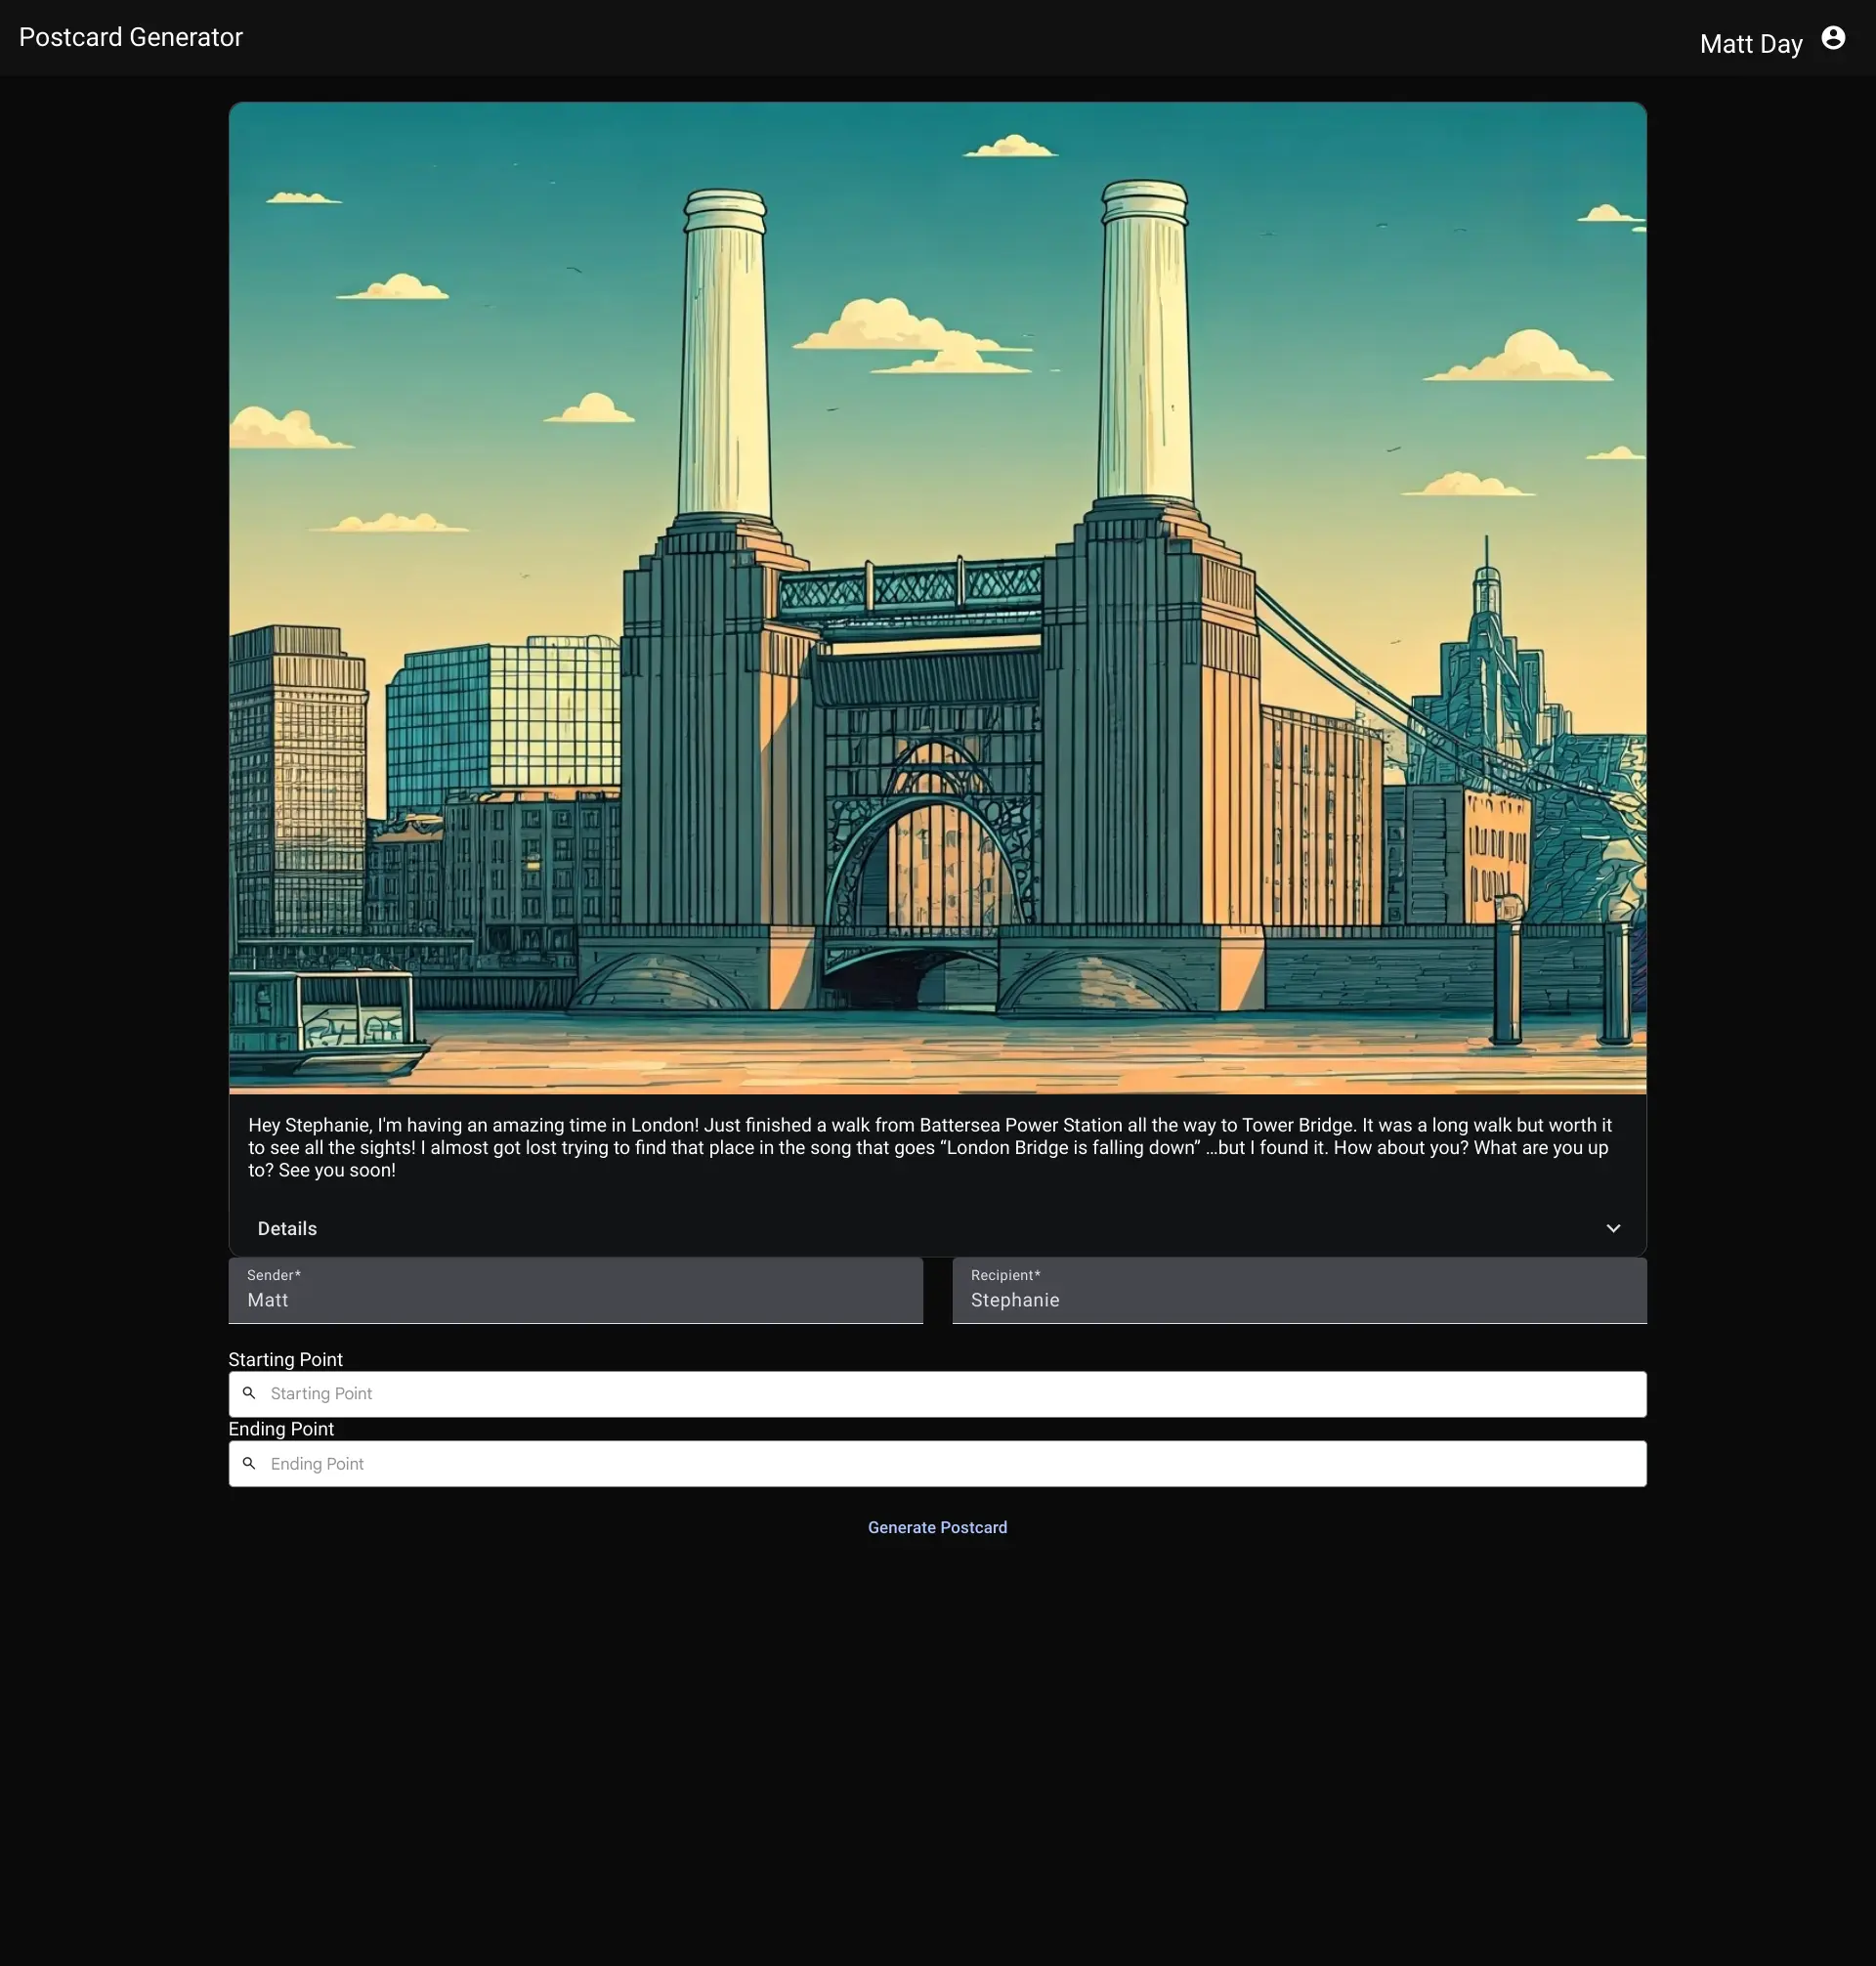 Postcard Generator
Matt Day
Hey Stephanie, I'm having an amazing time in London! Just finished a walk from Battersea Power Station all the way to Tower Bridge. It was a long walk but worth it
to see all the sights! I almost got lost trying to find that place in the song that goes “London Bridge is falling down” ...but I found it. How about you? What are you up
to? See you soon!
Details
Sender*
Matt
Recipient*
Stephanie
Starting Point
Starting Point
Ending Point
Ending Point
Generate Postcard